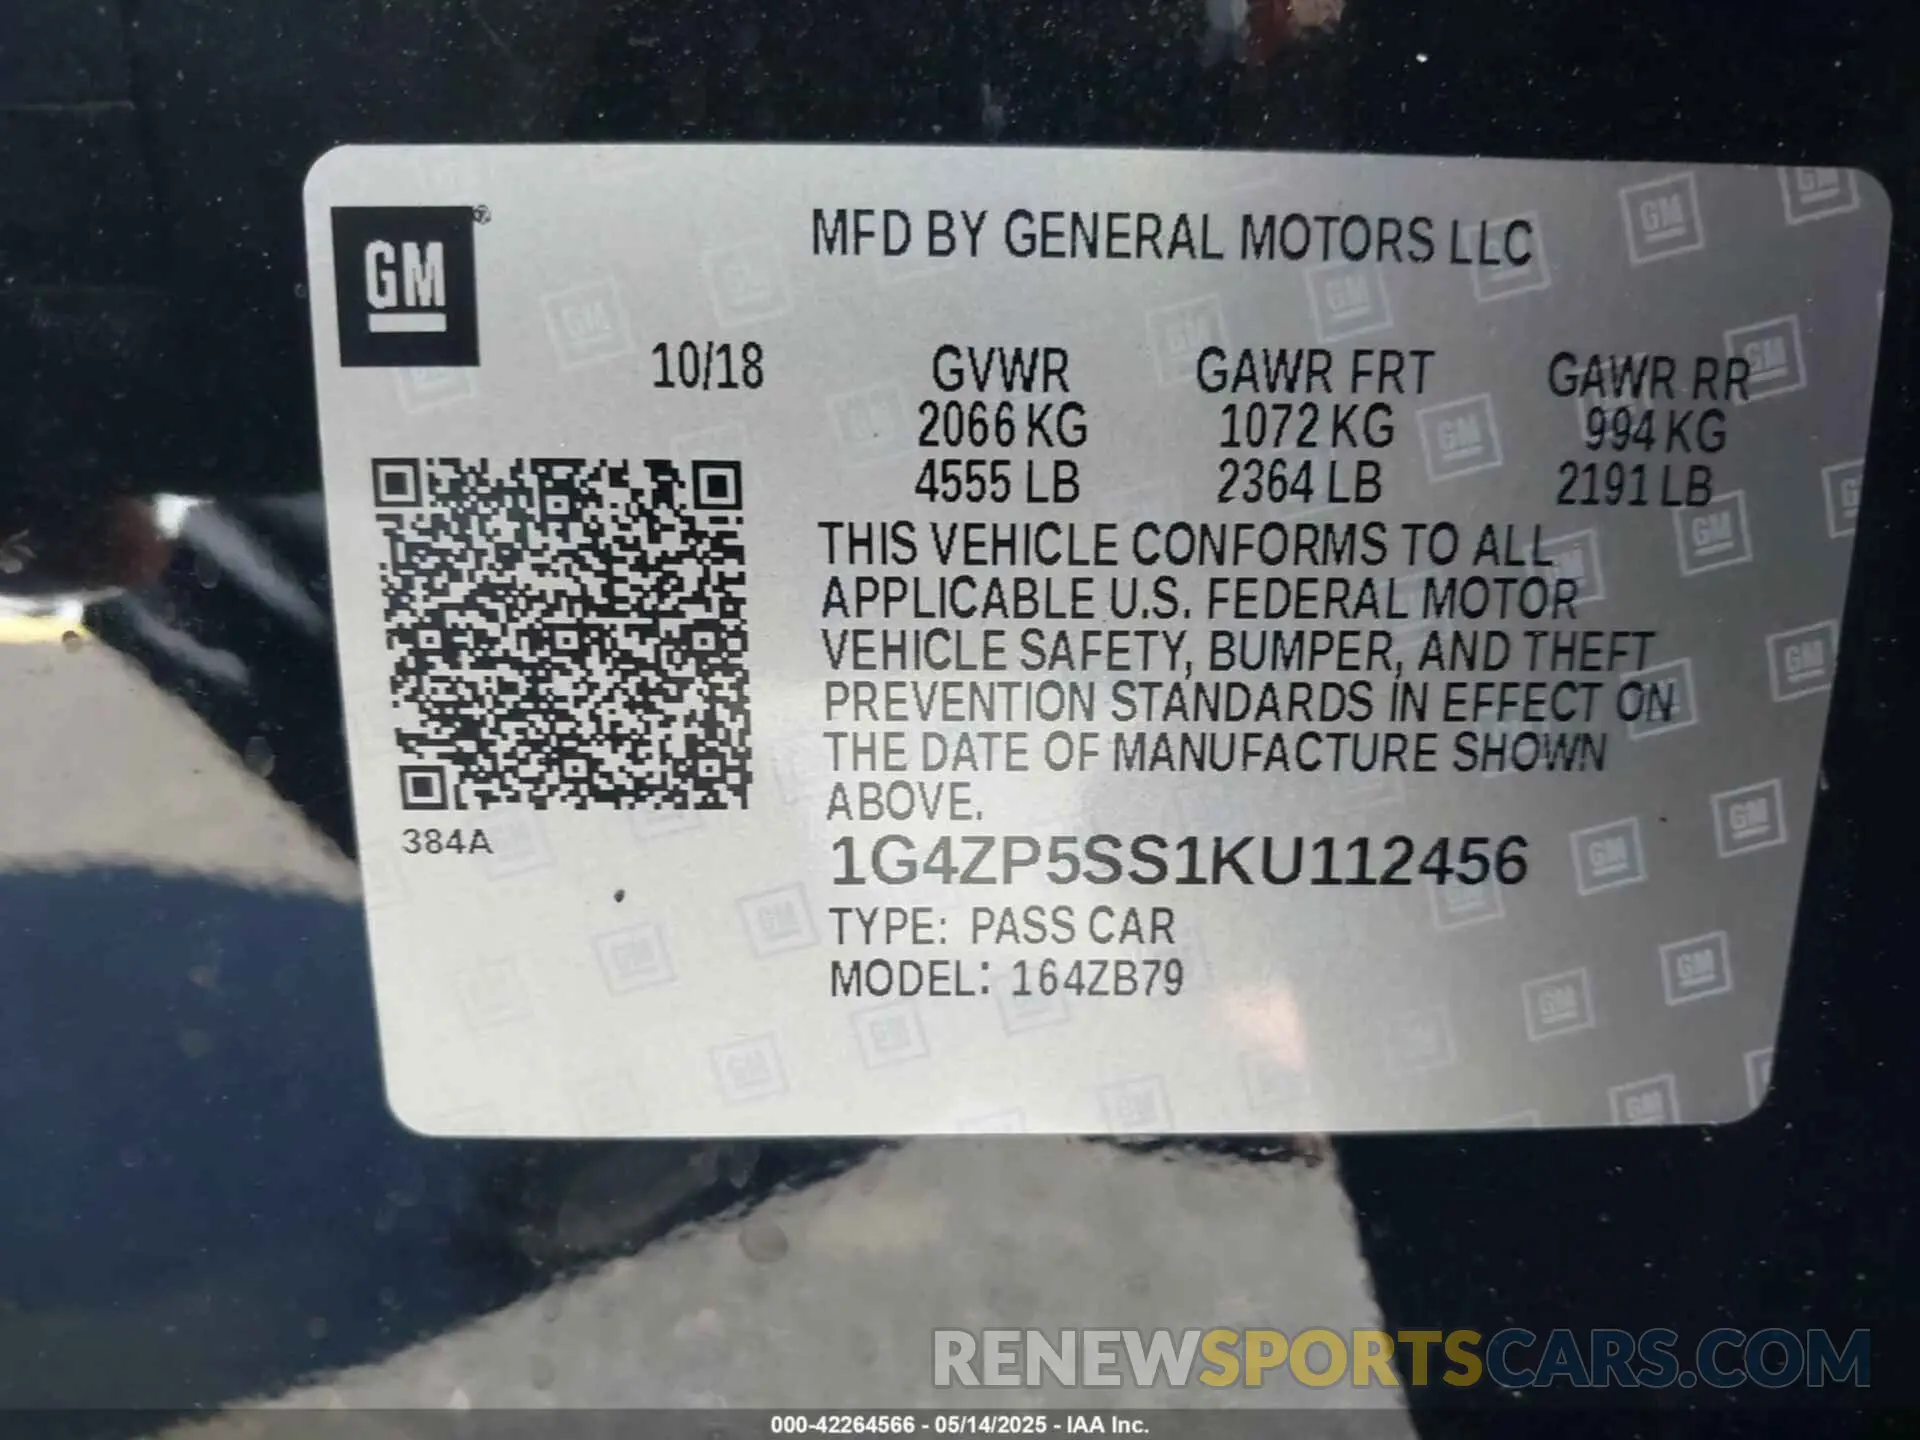 GM®
MFD BY GENERAL MOTORS LLC
10/18 GVWR GAWR FRT GAWR RR
2066 KG 1072 KG 994 KG
4555 LB 2364 LB 2191 LB
THIS VEHICLE CONFORMS TO ALL
APPLICABLE U.S. FEDERAL MOTOR
VEHICLE SAFETY, BUMPER, AND THEFT
PREVENTION STANDARDS IN EFFECT ON
THE DATE OF MANUFACTURE SHOWN
ABOVE.
384A
1G4ZP5SS1KU112456
TYPE: PASS CAR
MODEL: 164ZB79
RENEWSPORTSCARS.COM
000-42264566 - 05/14/2025 - IAA Inc.